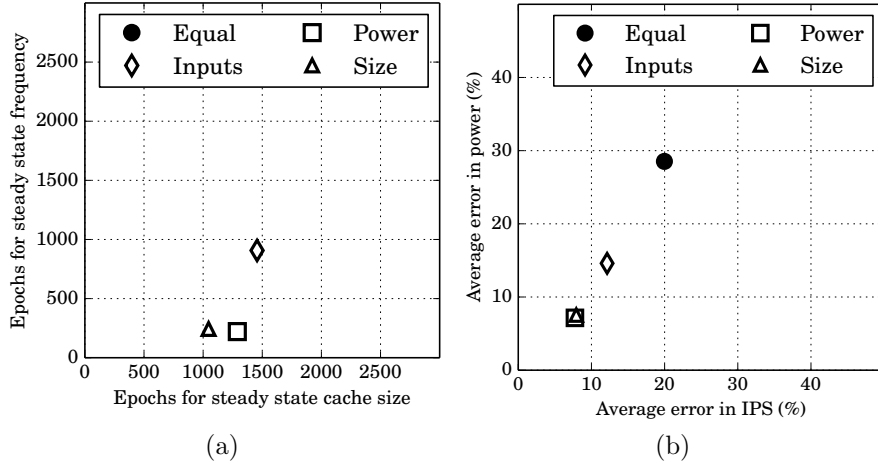 Equal
Power
Inputs
Size
Epochs for steady state frequency
3000
2500
2000
1500
1000
500
0
0 500 1000 1500 2000 2500
Epochs for steady state cache size
(a)
Equal
Power
Inputs
Size
Average error in power (%)
50
40
30
20
10
0
0 10 20 30 40
Average error in IPS (%)
(b)